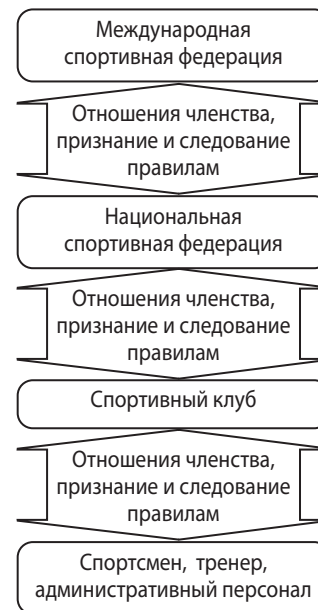 Международная
спортивная федерация
Отношения членства,
признание и следование
правилам
Национальная
спортивная федерация
Отношения членства,
признание и следование
правилам
Спортивный клуб
Отношения членства,
признание и следование
правилам
Спортсмен, тренер,
административный персонал